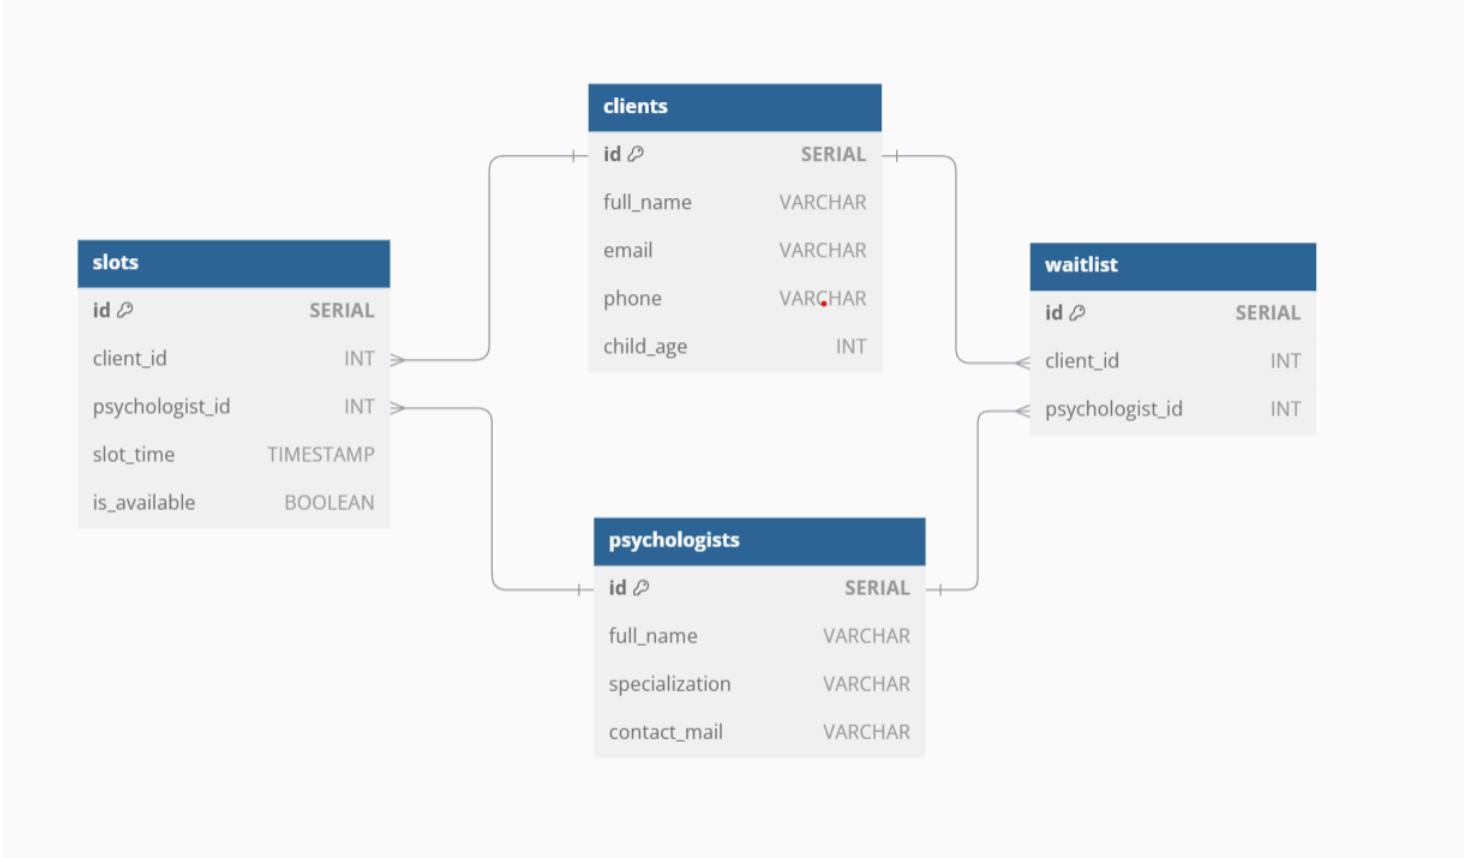 clients
id SERIAL
full_name VARCHAR
email VARCHAR
phone VARCHAR
child_age INT
slots
id SERIAL
client_id INT
psychologist_id INT
slot_time TIMESTAMP
is_available BOOLEAN
waitlist
id SERIAL
client_id INT
psychologist_id INT
psychologists
id SERIAL
full_name VARCHAR
specialization VARCHAR
contact_mail VARCHAR